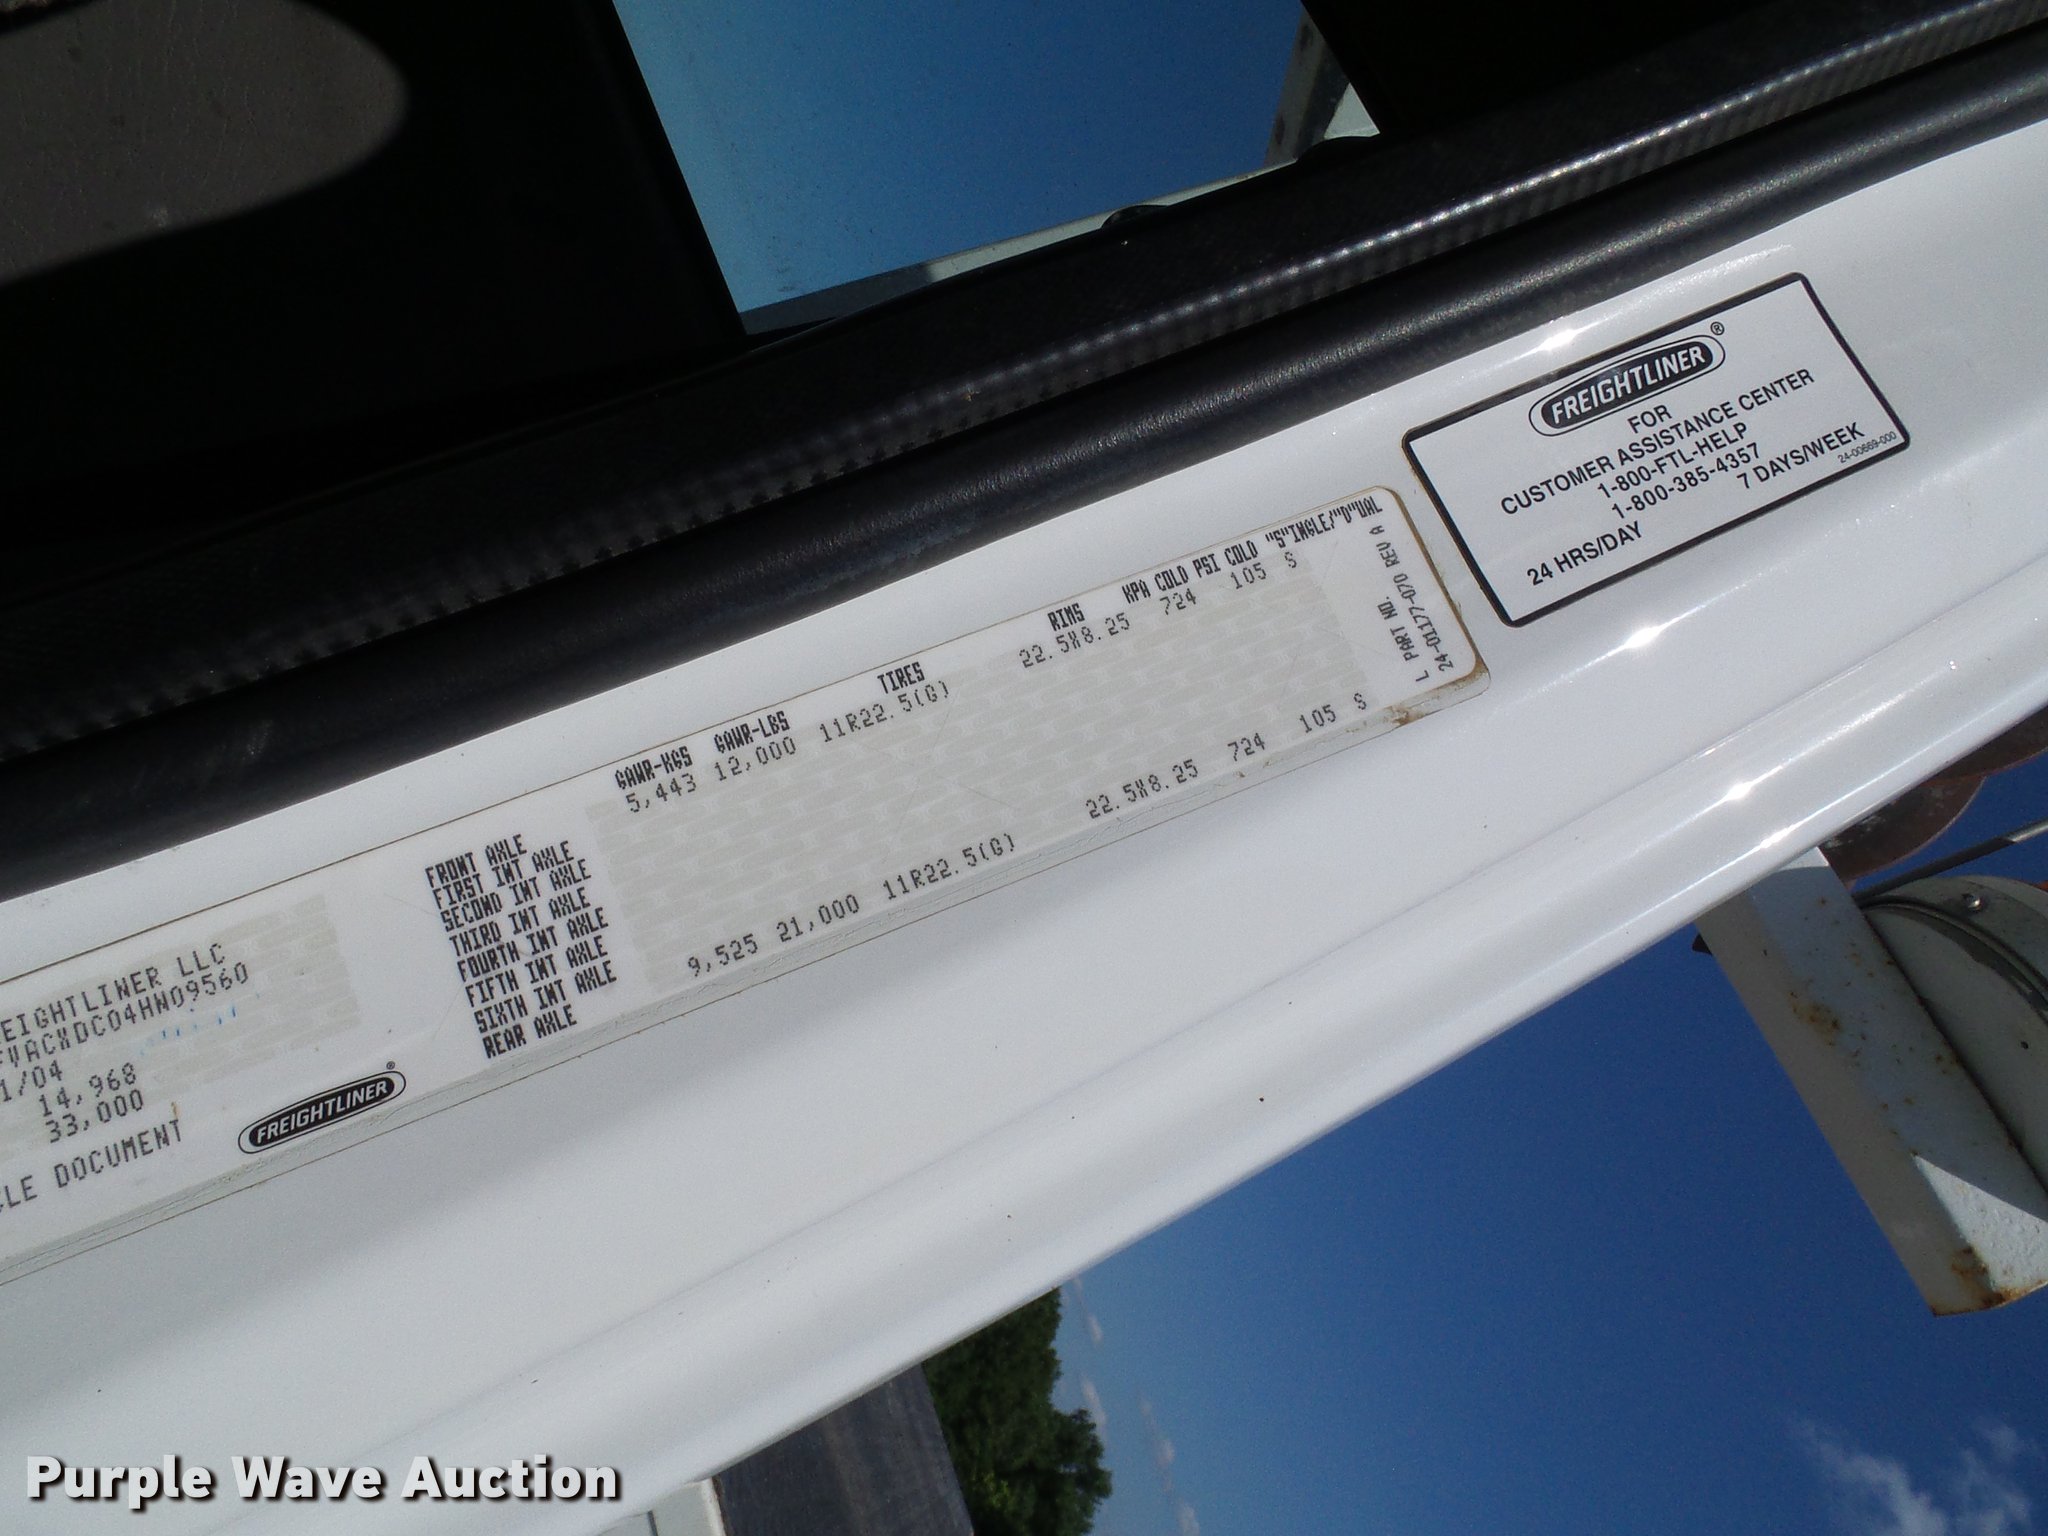 EIGHTLINER LLC
FVACXDC04HN09560
1/04
14,968
33,000
CLE DOCUMENT
FREIGHTLINER®
GAWR-KGS GAWR-LBS TIRES RIMS KPA COLD PSI COLD "S"INGLE/"D"UAL
FRONT AXLE 5,443 12,000 11R22.5(G) 22.5X8.25 724 105 S
FIRST INT AXLE
SECOND INT AXLE
THIRD INT AXLE
FOURTH INT AXLE
FIFTH INT AXLE
SIXTH INT AXLE
REAR AXLE 9,525 21,000 11R22.5(G) 22.5X8.25 724 105 S
L PART NO.
24-01177-070 REV A
FREIGHTLINER®
FOR
CUSTOMER ASSISTANCE CENTER
1-800-FTL-HELP
1-800-385-4357
24 HRS/DAY 7 DAYS/WEEK
24-00669-000
Purple Wave Auction